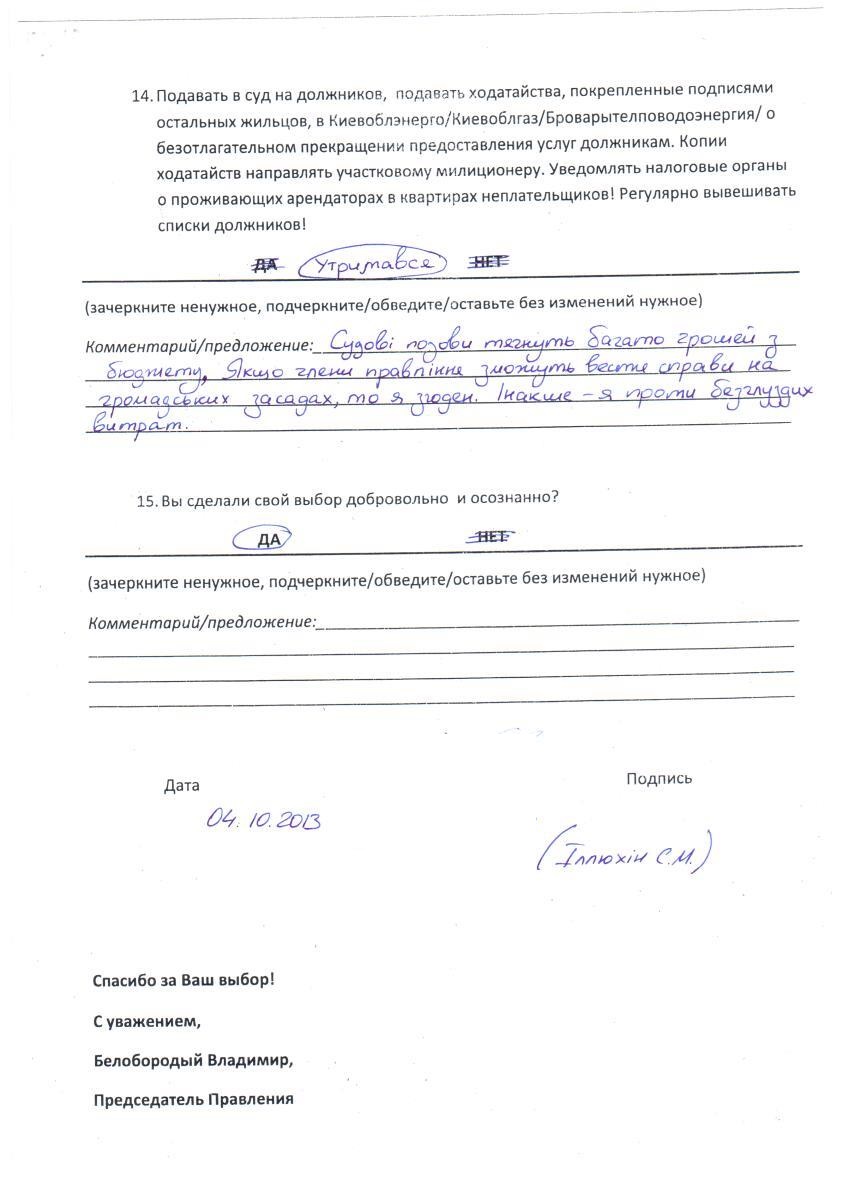 14. Подавать в суд на должников, подавать ходатайства, покрепленные подписями
остальных жильцов, в Киевоблэнерго/Киевоблгаз/Броварытелповодоэнергия/ о
безотлагательном прекращении предоставления услуг должникам. Копии
ходатайств направлять участковому милиционеру. Уведомлять налоговые органы
о проживающих арендаторах в квартирах неплательщиков! Регулярно вывешивать
списки должников!
ДА Утримався НЕТ
(зачеркните ненужное, подчеркните/обведите/оставьте без изменений нужное)
Комментарий/предложение: Судові позови тягнуть багато грошей з
бюджету, Якщо члени правління зможуть вести справи на
громадських засадах, то я згоден. Інакше – я проти безглуздих
витрат.
15. Вы сделали свой выбор добровольно и осознанно?
ДА НЕТ
(зачеркните ненужное, подчеркните/обведите/оставьте без изменений нужное)
Комментарий/предложение:
Дата Подпись
04.10.2013
(Іллюхін С.М.)
Спасибо за Ваш выбор!
С уважением,
Белобородый Владимир,
Председатель Правления